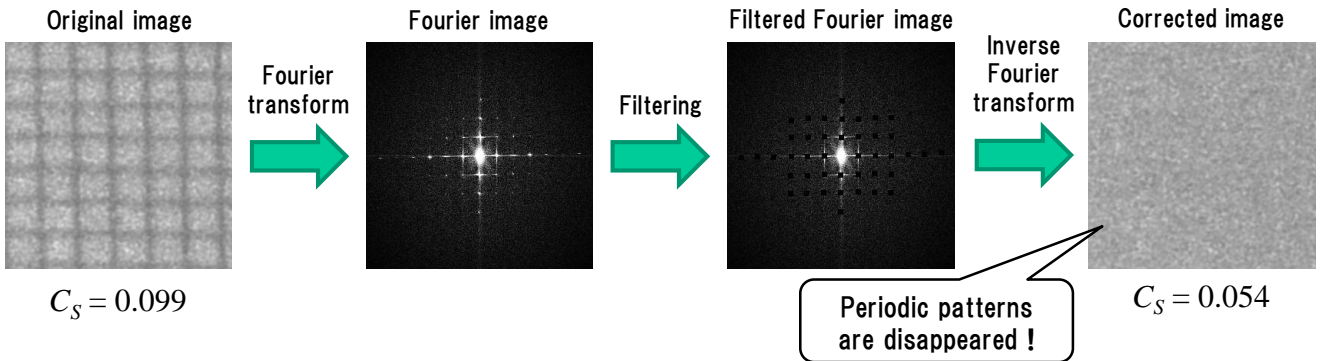 Original image
Fourier
transform
Fourier image
Filtering
Filtered Fourier image
Inverse
Fourier
transform
Corrected image
C_S = 0.099
Periodic patterns
are disappeared !
C_S = 0.054